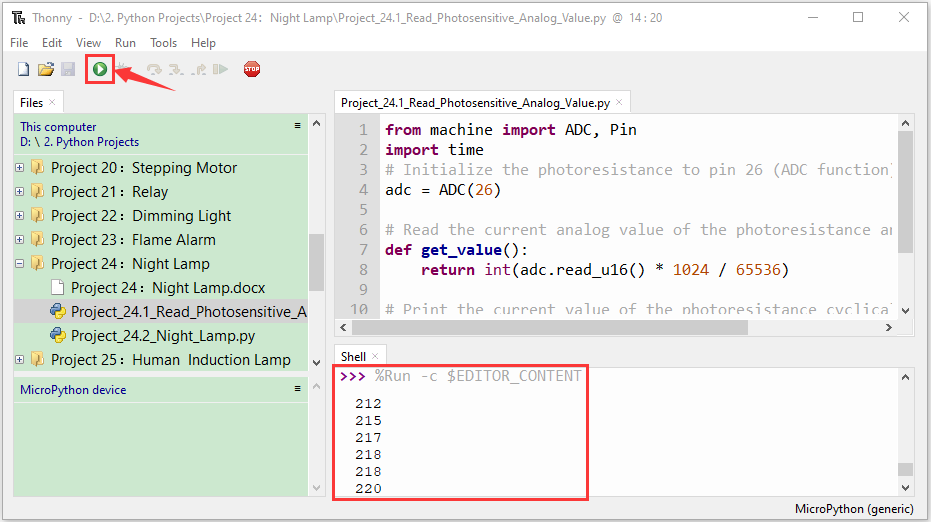 Thonny - D:\2. Python Projects\Project 24：Night Lamp\Project_24.1_Read_Photosensitive_Analog_Value.py @ 14 : 20
File Edit View Run Tools Help
STOP
Files
This computer
D: \ 2. Python Projects
Project 20：Stepping Motor
Project 21：Relay
Project 22：Dimming Light
Project 23：Flame Alarm
Project 24：Night Lamp
Project 24：Night Lamp.docx
Project_24.1_Read_Photosensitive_A
Project_24.2_Night_Lamp.py
Project 25：Human Induction Lamp
MicroPython device
Project_24.1_Read_Photosensitive_Analog_Value.py
1 from machine import ADC, Pin
2 import time
3 # Initialize the photoresistance to pin 26 (ADC function)
4 adc = ADC(26)
5
6 # Read the current analog value of the photoresistance an
7 def get_value():
8 return int(adc.read_u16() * 1024 / 65536)
9
10 # Print the current value of the photoresistance cyclica
Shell
>>> %Run -c $EDITOR_CONTENT
212
215
217
218
218
220
MicroPython (generic)